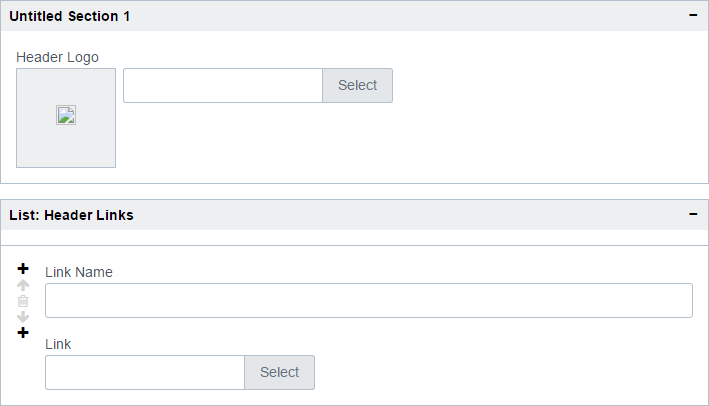 Untitled Section 1
Header Logo
Select
List: Header Links
Link Name
Link
Select